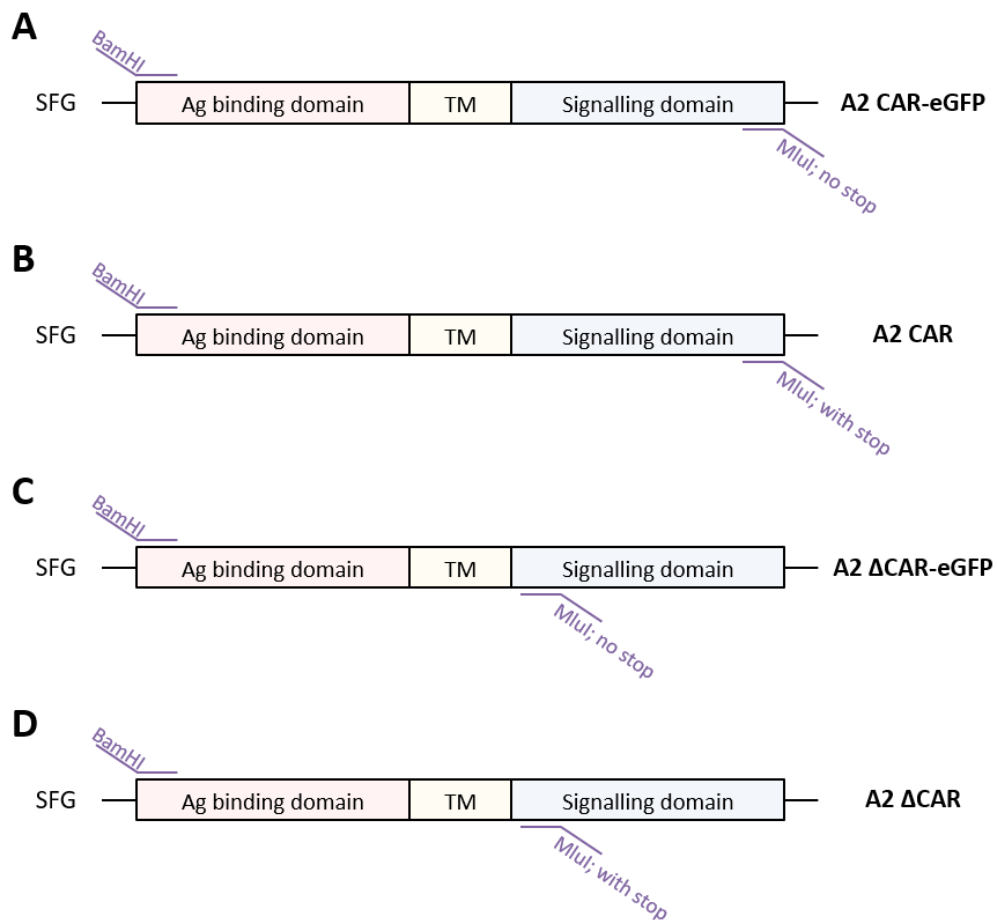 A
BamHI
SFG
Ag binding domain
TM
Signalling domain
A2 CAR-eGFP
MluI; no stop
B
BamHI
SFG
Ag binding domain
TM
Signalling domain
A2 CAR
MluI; with stop
C
BamHI
SFG
Ag binding domain
TM
Signalling domain
A2 ΔCAR-eGFP
MluI; no stop
D
BamHI
SFG
Ag binding domain
TM
Signalling domain
A2 ΔCAR
MluI; with stop